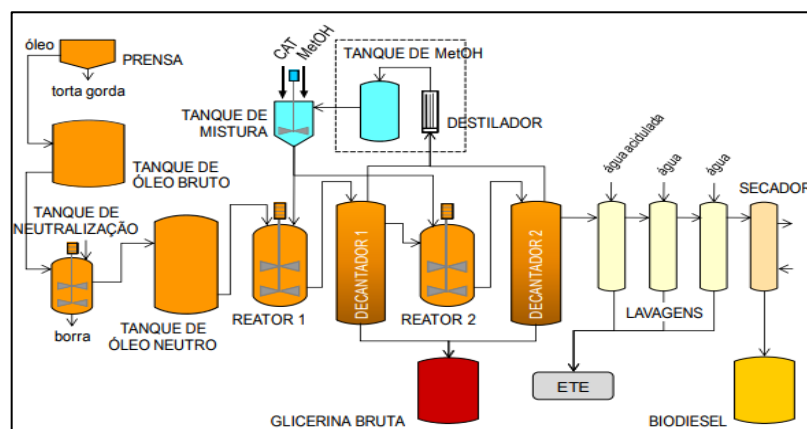 CAT
MetOH
TANQUE DE MetOH
óleo
PRENSA
torta gorda
TANQUE DE
MISTURA
DESTILADOR
água acidulada
água
água
SECADOR
TANQUE DE
ÓLEO BRUTO
TANQUE DE
NEUTRALIZAÇÃO
DECANTADOR 1
DECANTADOR 2
borra
TANQUE DE
ÓLEO NEUTRO
REATOR 1
REATOR 2
LAVAGENS
ETE
GLICERINA BRUTA
BIODIESEL